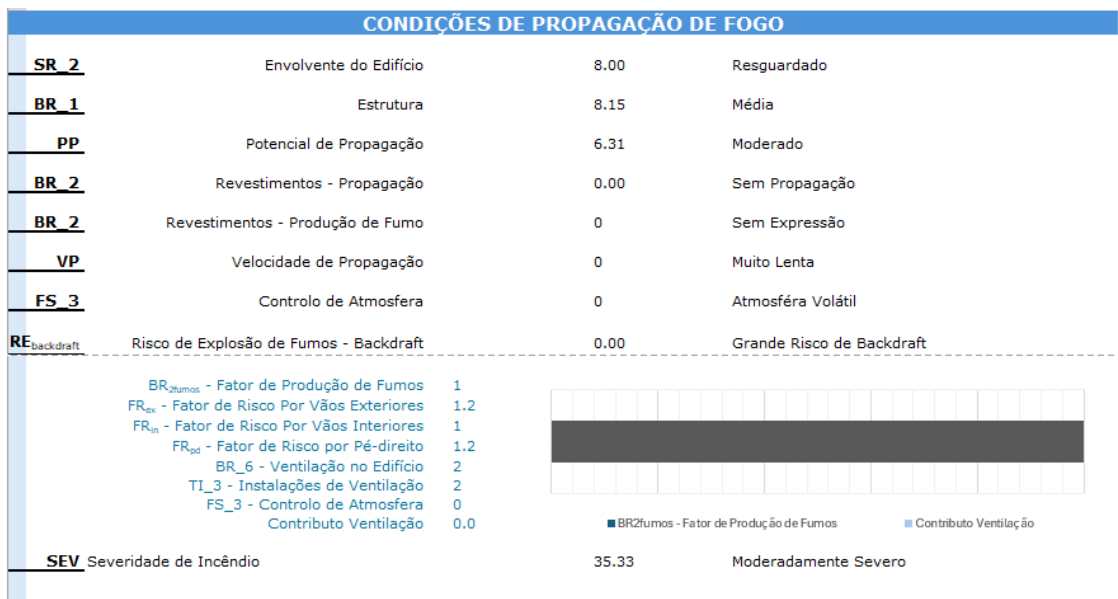 CONDIÇÕES DE PROPAGAÇÃO DE FOGO
SR_2 Envolvente do Edifício 8.00 Resguardado
BR_1 Estrutura 8.15 Média
PP Potencial de Propagação 6.31 Moderado
BR_2 Revestimentos - Propagação 0.00 Sem Propagação
BR_2 Revestimentos - Produção de Fumo 0 Sem Expressão
VP Velocidade de Propagação 0 Muito Lenta
FS_3 Controlo de Atmosfera 0 Atmosféra Volátil
REbackdraft Risco de Explosão de Fumos - Backdraft 0.00 Grande Risco de Backdraft
BR2fumos - Fator de Produção de Fumos 1
FRex - Fator de Risco Por Vãos Exteriores 1.2
FRin - Fator de Risco Por Vãos Interiores 1
FRpd - Fator de Risco por Pé-direito 1.2
BR_6 - Ventilação no Edifício 2
TI_3 - Instalações de Ventilação 2
FS_3 - Controlo de Atmosfera 0
Contributo Ventilação 0.0
BR2fumos - Fator de Produção de Fumos Contributo Ventilação
SEV Severidade de Incêndio 35.33 Moderadamente Severo